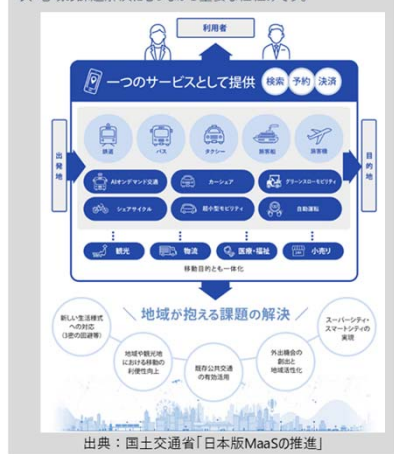 利用者
一つのサービスとして提供 検索 予約 決済
出発地
目的地
鉄道 バス タクシー 旅客船 旅客機
AIオンデマンド交通 カーシェア グリーンスローモビリティ
シェアサイクル 超小型モビリティ 自動運転
観光 物流 医療・福祉 小売り
移動目的とも一体化
地域が抱える課題の解決
新しい生活様式
への対応
(3密の回避等)
地域や観光地
における移動の
利便性向上
既存公共交通
の有効活用
外出機会の
創出と
地域活性化
スーパーシティ・
スマートシティの
実現
出典：国土交通省「日本版MaaSの推進」